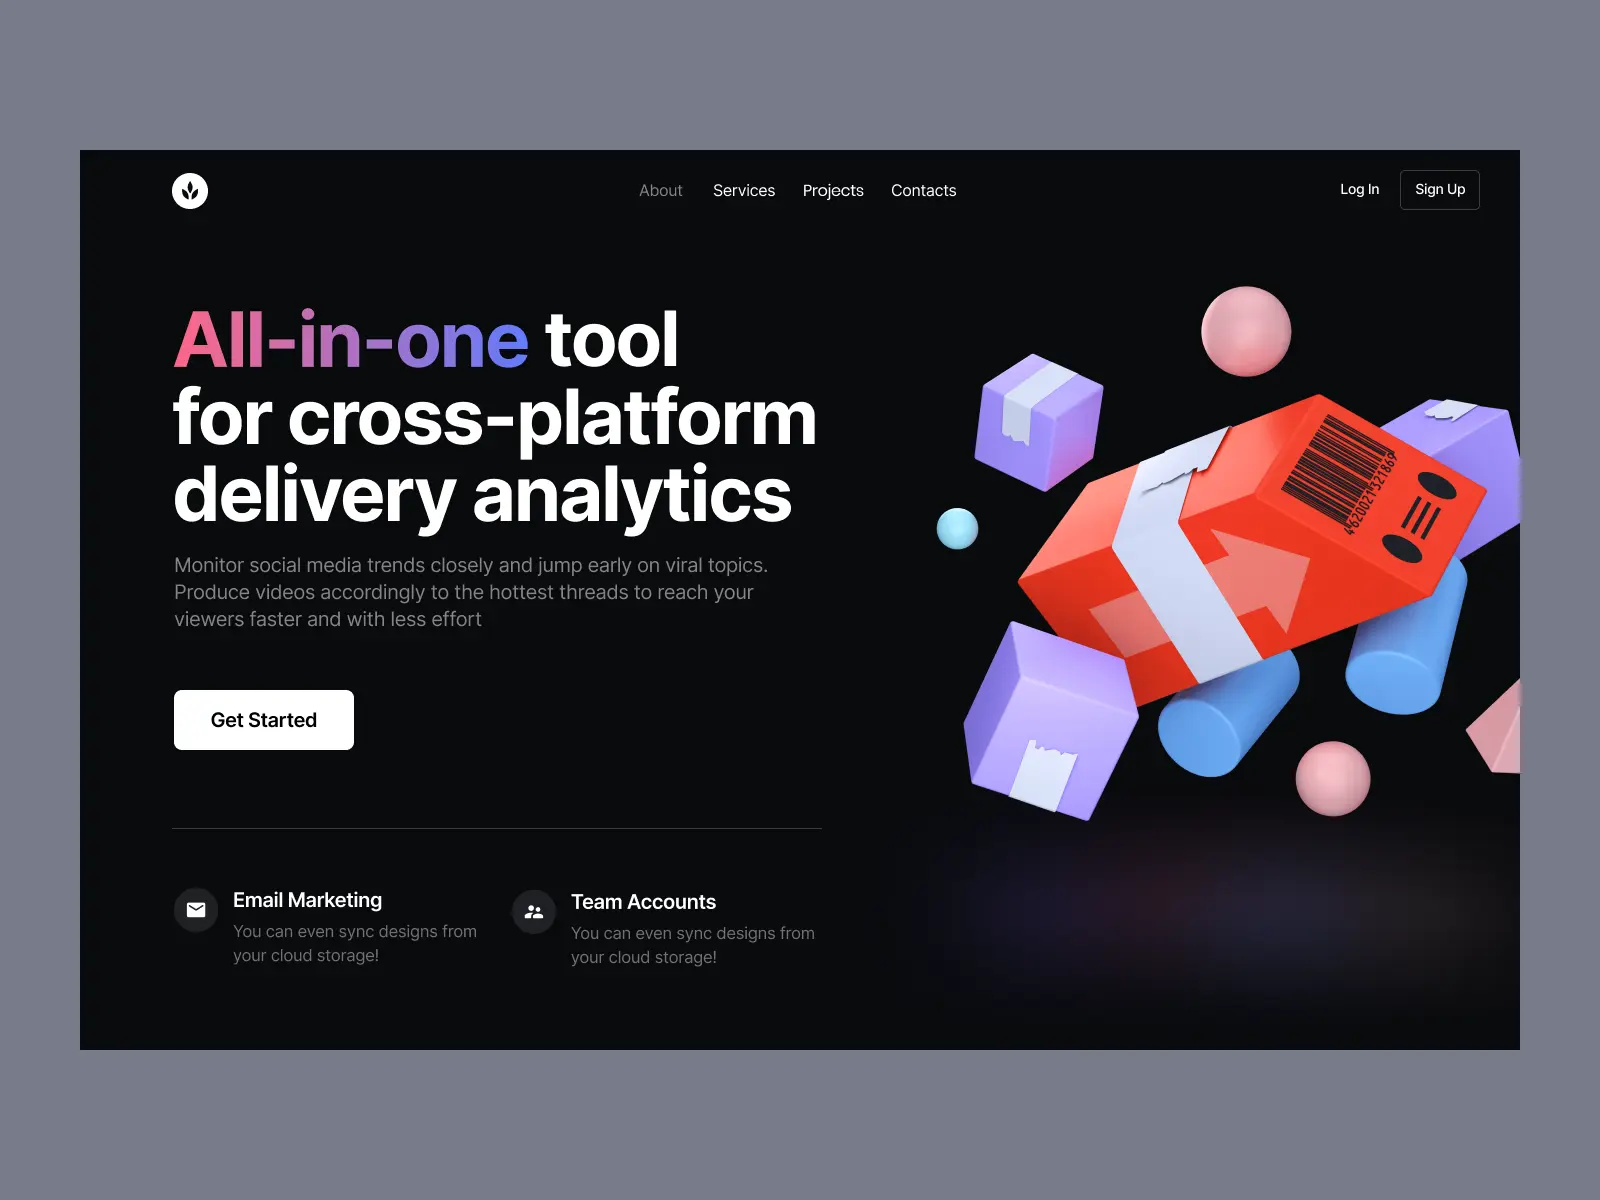 About Services Projects Contacts Log In Sign Up
All-in-one tool
for cross-platform
delivery analytics
Monitor social media trends closely and jump early on viral topics.
Produce videos accordingly to the hottest threads to reach your
viewers faster and with less effort
Get Started
Email Marketing
You can even sync designs from
your cloud storage!
Team Accounts
You can even sync designs from
your cloud storage!
4620021321869